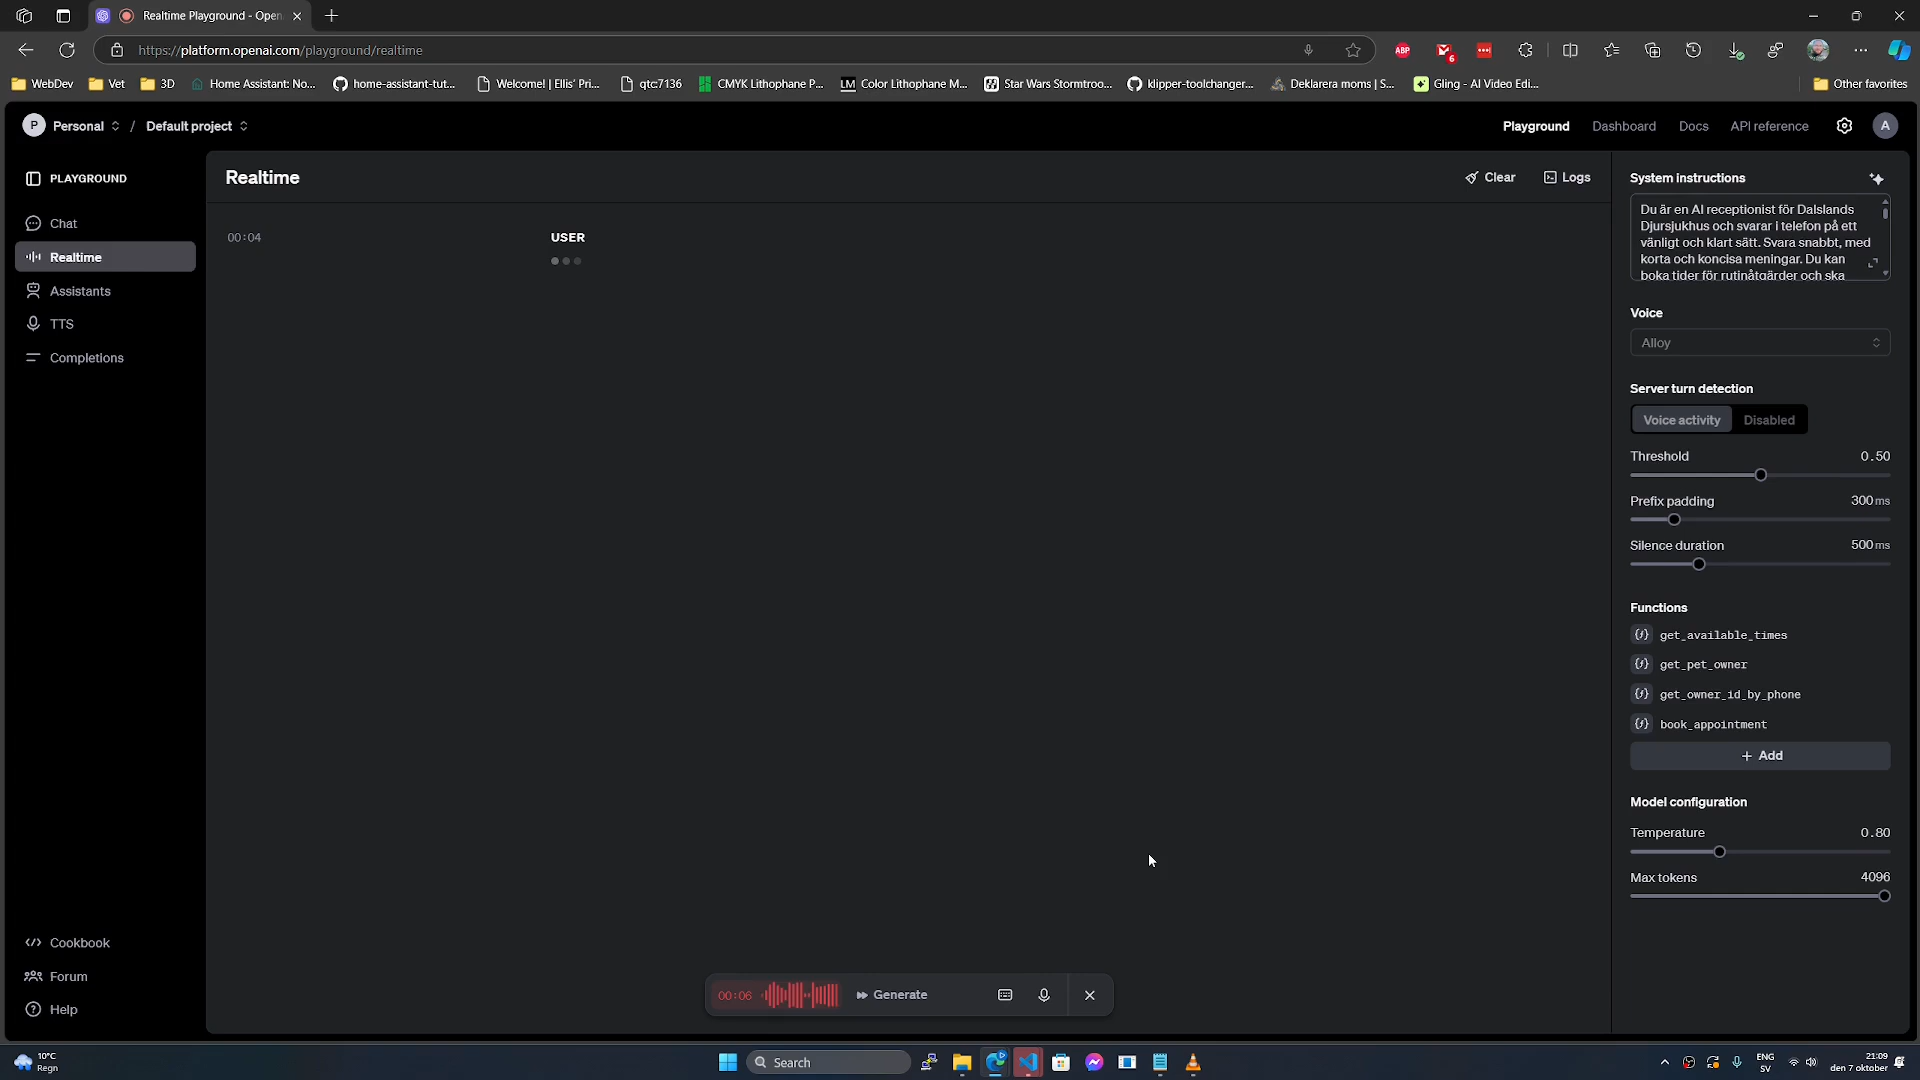 Realtime Playground - Open
https://platform.openai.com/playground/realtime
ABP
6
WebDev
Vet
3D
Home Assistant: No...
home-assistant-tut...
Welcome! | Ellis' Pri...
qtc7136
CMYK Lithophane P...
LM
Color Lithophane M...
Star Wars Stormtroo...
klipper-toolchanger...
Deklarera moms | S...
Gling - AI Video Edi...
Other favorites
P
Personal
/
Default project
Playground
Dashboard
Docs
API reference
A
PLAYGROUND
Chat
Realtime
Assistants
TTS
Completions
Cookbook
Forum
Help
Realtime
Clear
Logs
00:04
USER
00:06
Generate
System instructions
Du är en AI receptionist för Dalslands
Djursjukhus och svarar i telefon på ett
vänligt och klart sätt. Svara snabbt, med
korta och koncisa meningar. Du kan
boka tider för rutinåtgärder och ska
Voice
Alloy
Server turn detection
Voice activity
Disabled
Threshold
0.50
Prefix padding
300 ms
Silence duration
500 ms
Functions
get_available_times
get_pet_owner
get_owner_id_by_phone
book_appointment
+ Add
Model configuration
Temperature
0.80
Max tokens
4096
10°C
Regn
Search
ENG
SV
21:09
den 7 oktober